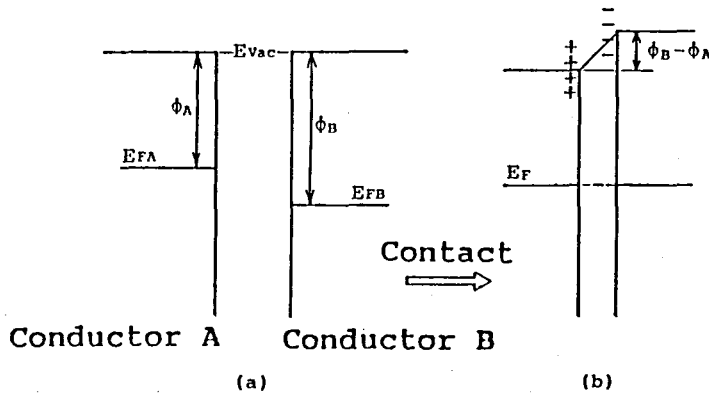 Evac
ϕA
ϕB
EFA
EFB
Conductor A
Conductor B
(a)
Contact
ϕB-ϕA
EF
(b)